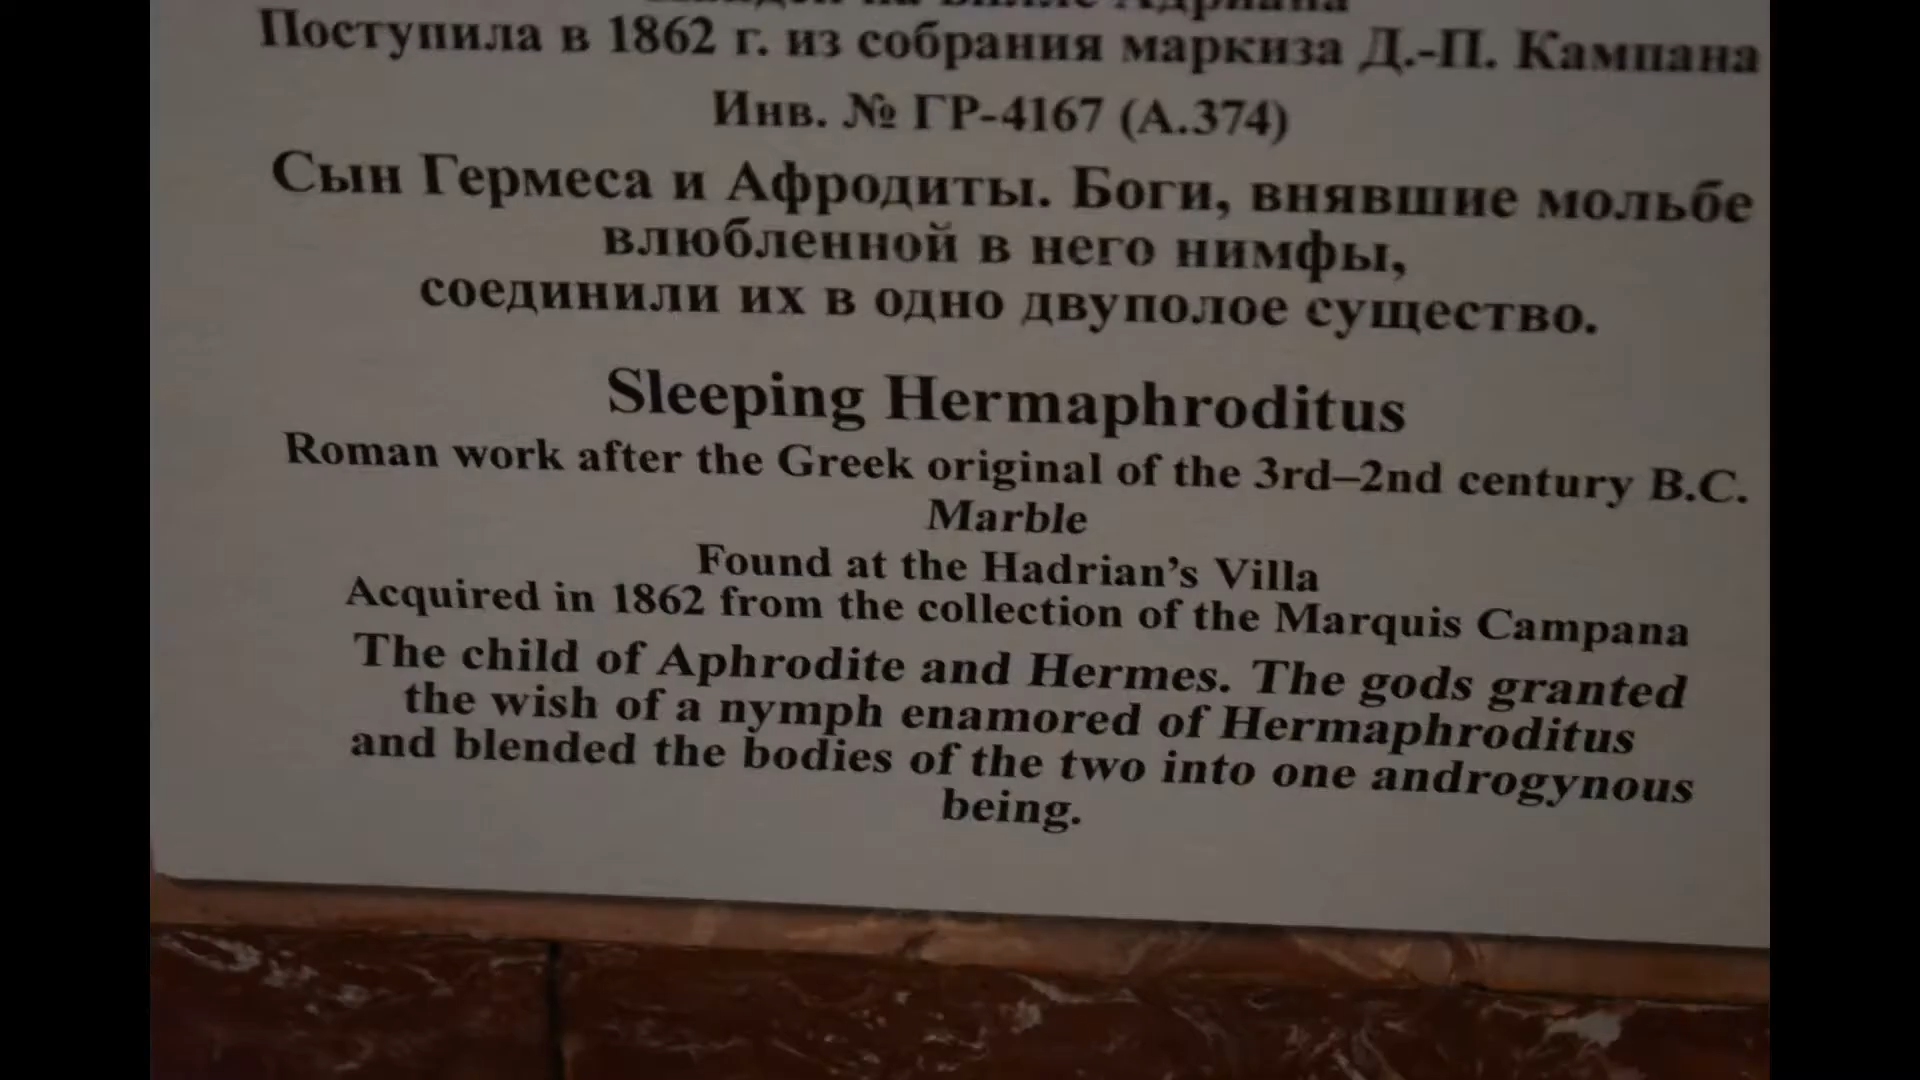 Поступила в 1862 г. из собрания маркиза Д.-П. Кампана
Инв. № ГР-4167 (А.374)
Сын Гермеса и Афродиты. Боги, внявшие мольбе
влюбленной в него нимфы,
соединили их в одно двуполое существо.
Sleeping Hermaphroditus
Roman work after the Greek original of the 3rd–2nd century B.C.
Marble
Found at the Hadrian’s Villa
Acquired in 1862 from the collection of the Marquis Campana
The child of Aphrodite and Hermes. The gods granted
the wish of a nymph enamored of Hermaphroditus
and blended the bodies of the two into one androgynous
being.